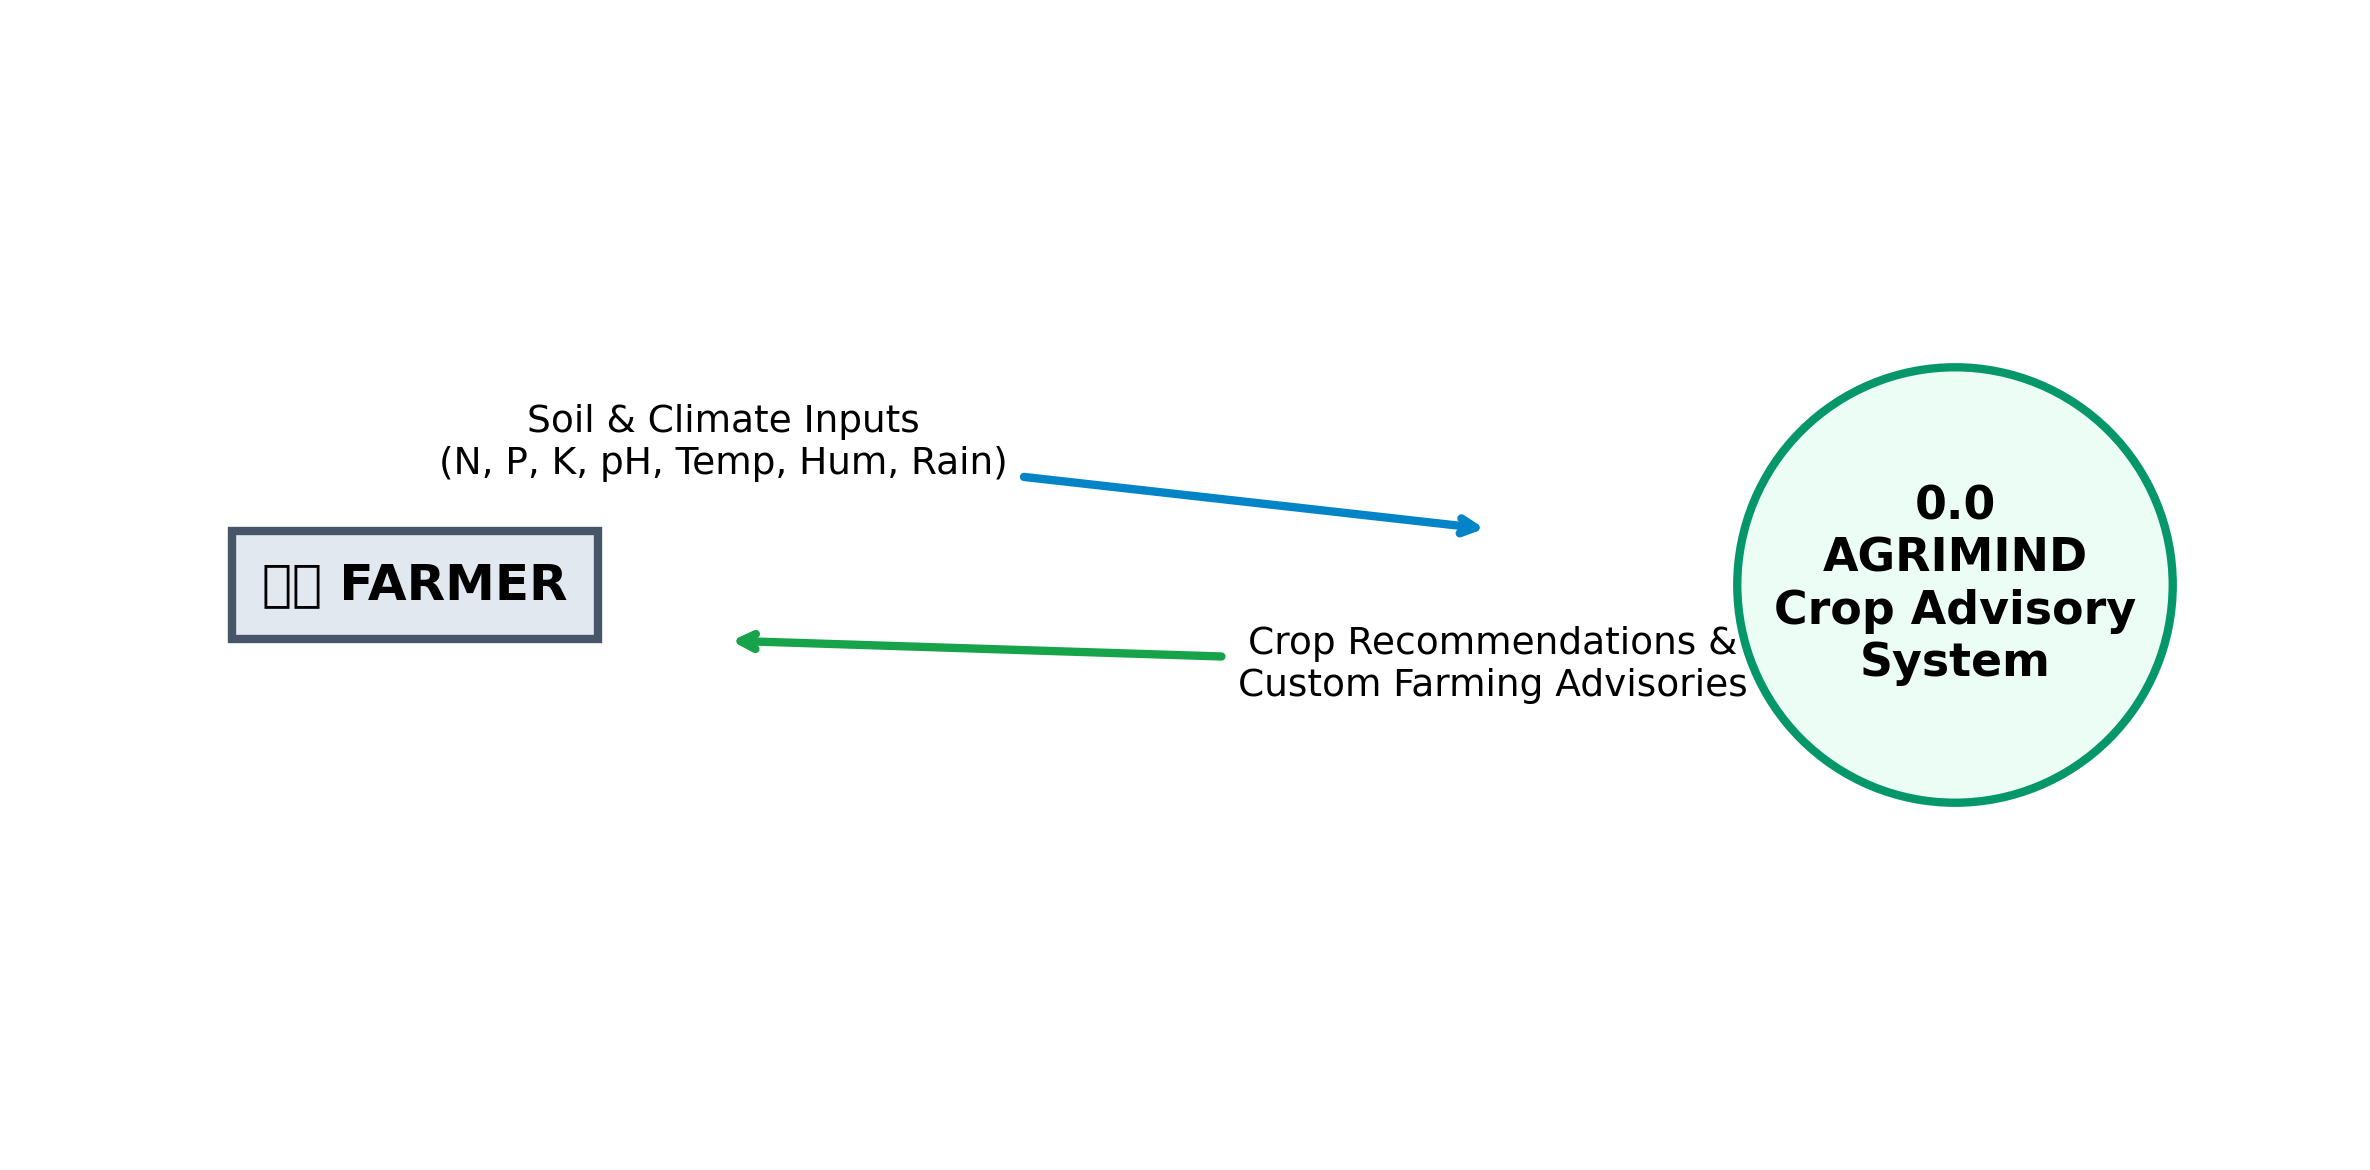 Soil & Climate Inputs
(N, P, K, pH, Temp, Hum, Rain)
FARMER
0.0
AGRIMIND
Crop Advisory
System
Crop Recommendations &
Custom Farming Advisories